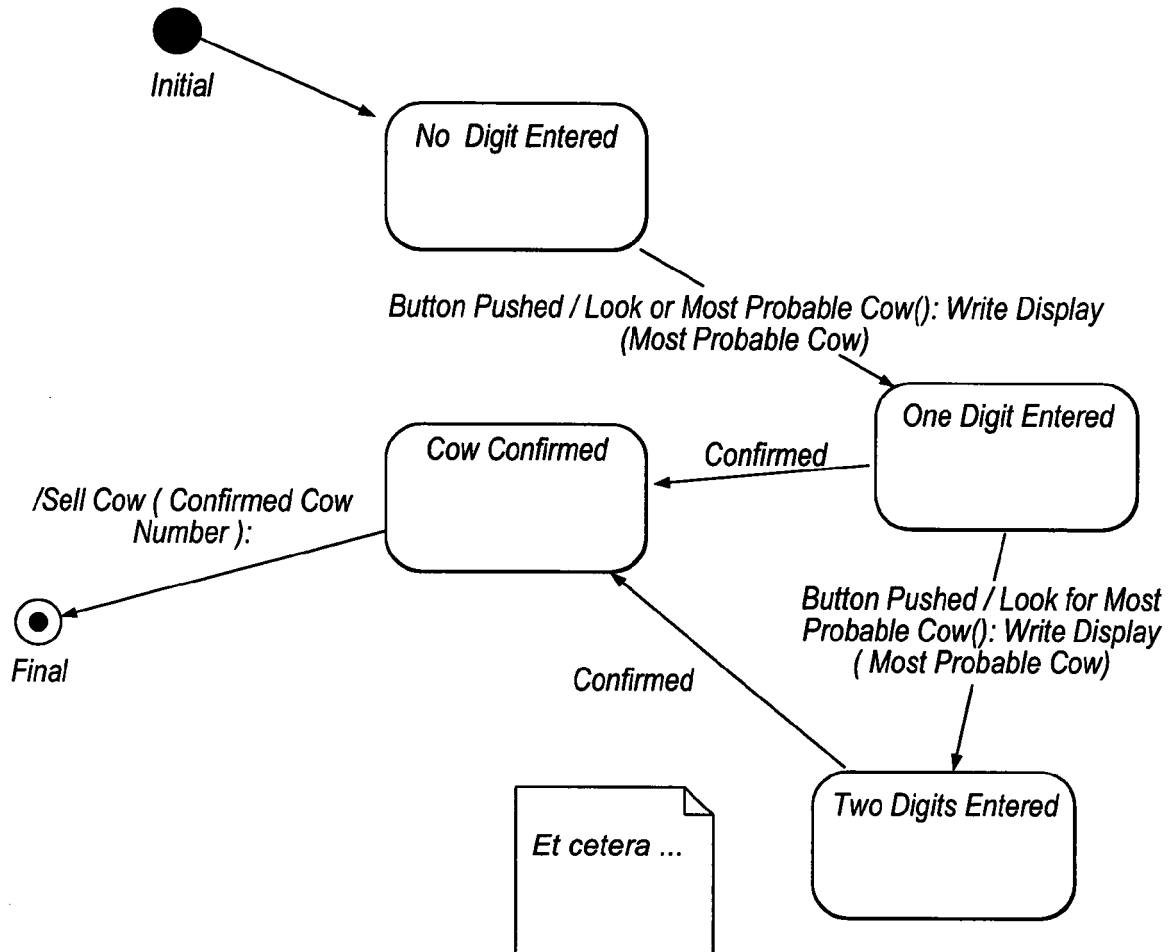 Initial
No Digit Entered
Button Pushed / Look or Most Probable Cow(): Write Display
(Most Probable Cow)
One Digit Entered
Cow Confirmed
Confirmed
/Sell Cow ( Confirmed Cow
Number ):
Button Pushed / Look for Most
Probable Cow(): Write Display
( Most Probable Cow)
Final
Confirmed
Two Digits Entered
Et cetera ...